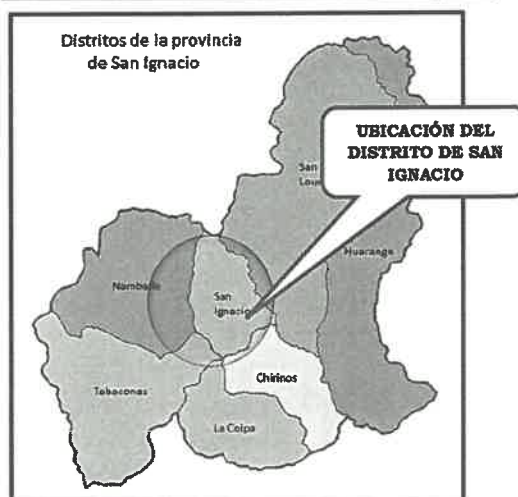 Distritos de la provincia
de San Ignacio
UBICACIÓN DEL
DISTRITO DE SAN
IGNACIO
San
Huarango
Namballe
San
Ignacio
Chirinos
Tabaconas
La Coipa